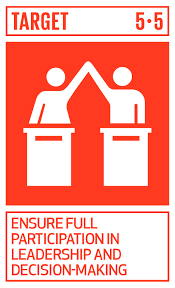 TARGET 5·5
ENSURE FULL
PARTICIPATION IN
LEADERSHIP AND
DECISION-MAKING